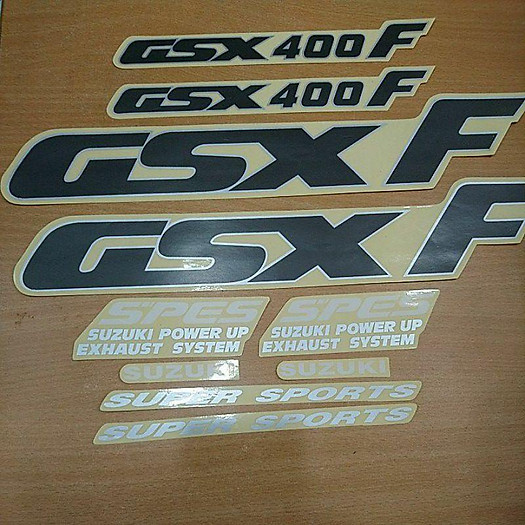 GSX400F
GSX400F
GSXF
GSXF
SPES
SUZUKI POWER UP
EXHAUST SYSTEM
SPES
SUZUKI POWER UP
EXHAUST SYSTEM
SUZUKI
SUZUKI
SUPER SPORTS
SUPER SPORTS